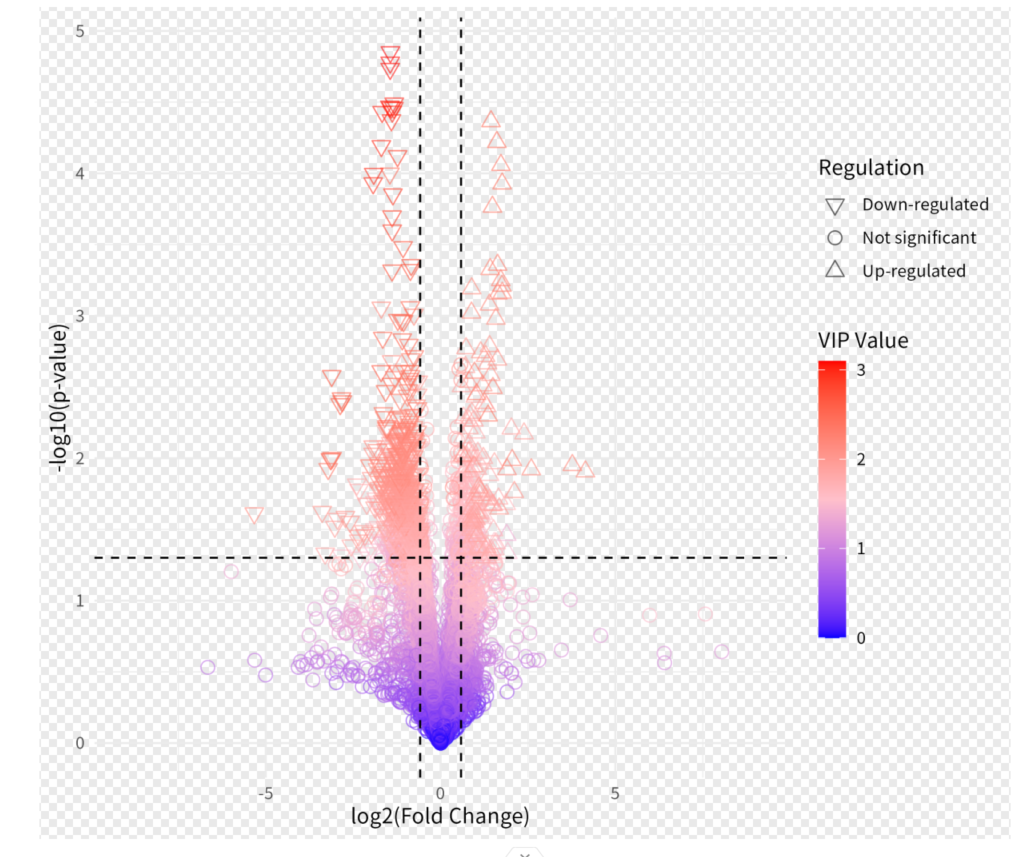 5
4
3
2
1
0
-log10(p-value)
-5
0
5
log2(Fold Change)
Regulation
Down-regulated
Not significant
Up-regulated
VIP Value
3
2
1
0